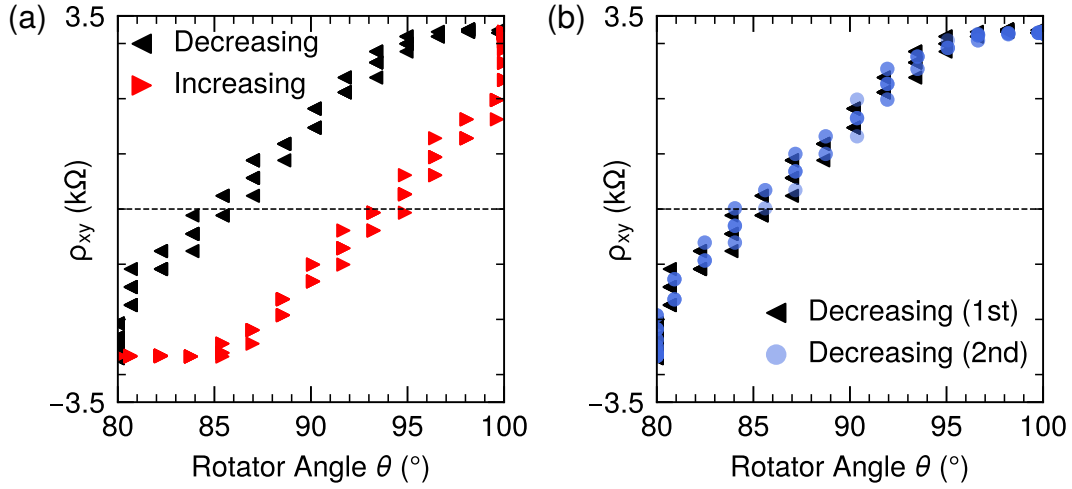 (a)
3.5
Decreasing
Increasing
ρxy (kΩ)
−3.5
80 85 90 95 100
Rotator Angle θ (°)
(b)
3.5
ρxy (kΩ)
Decreasing (1st)
Decreasing (2nd)
−3.5
80 85 90 95 100
Rotator Angle θ (°)